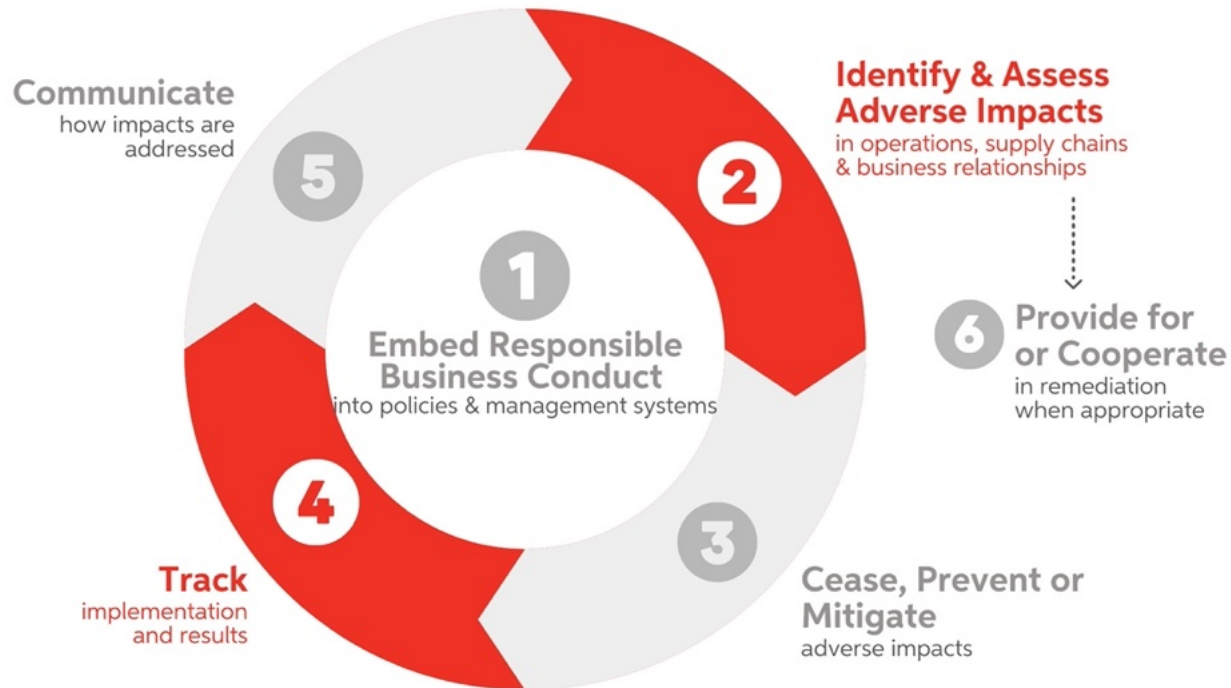 1
Embed Responsible
Business Conduct
into policies & management systems
2
Identify & Assess
Adverse Impacts
in operations, supply chains
& business relationships
3
Cease, Prevent or
Mitigate
adverse impacts
4
Track
implementation
and results
5
Communicate
how impacts are
addressed
6
Provide for
or Cooperate
in remediation
when appropriate